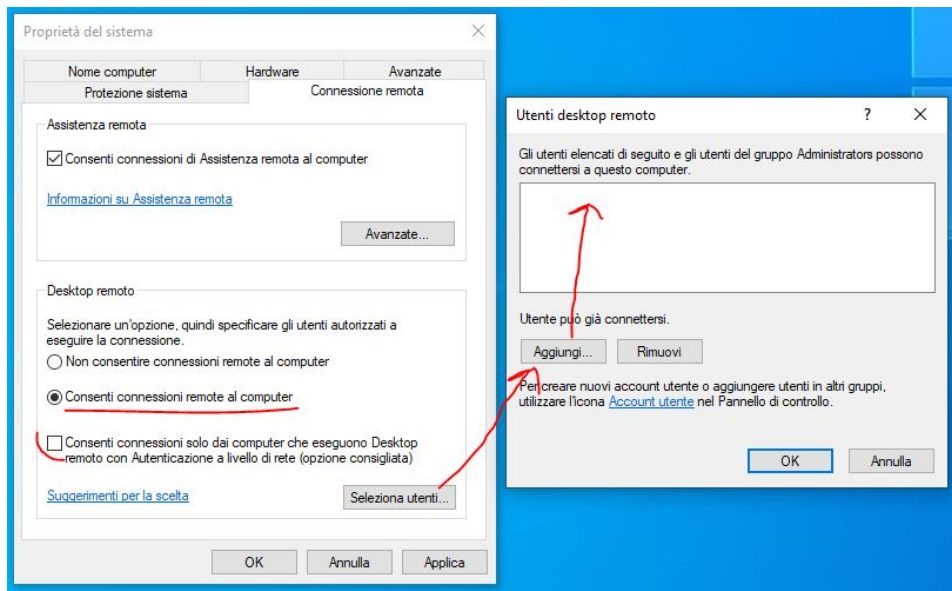 Proprietà del sistema
Nome computer
Hardware
Avanzate
Protezione sistema
Connessione remota
Assistenza remota
Consenti connessioni di Assistenza remota al computer
Informazioni su Assistenza remota
Avanzate...
Desktop remoto
Selezionare un'opzione, quindi specificare gli utenti autorizzati a
eseguire la connessione.
Non consentire connessioni remote al computer
Consenti connessioni remote al computer
Consenti connessioni solo dai computer che eseguono Desktop
remoto con Autenticazione a livello di rete (opzione consigliata)
Suggerimenti per la scelta
Seleziona utenti...
OK
Annulla
Applica
Utenti desktop remoto
?
Gli utenti elencati di seguito e gli utenti del gruppo Administrators possono
connettersi a questo computer.
Utente può già connettersi.
Aggiungi...
Rimuovi
Per creare nuovi account utente o aggiungere utenti in altri gruppi,
utilizzare l'icona Account utente nel Pannello di controllo.
OK
Annulla